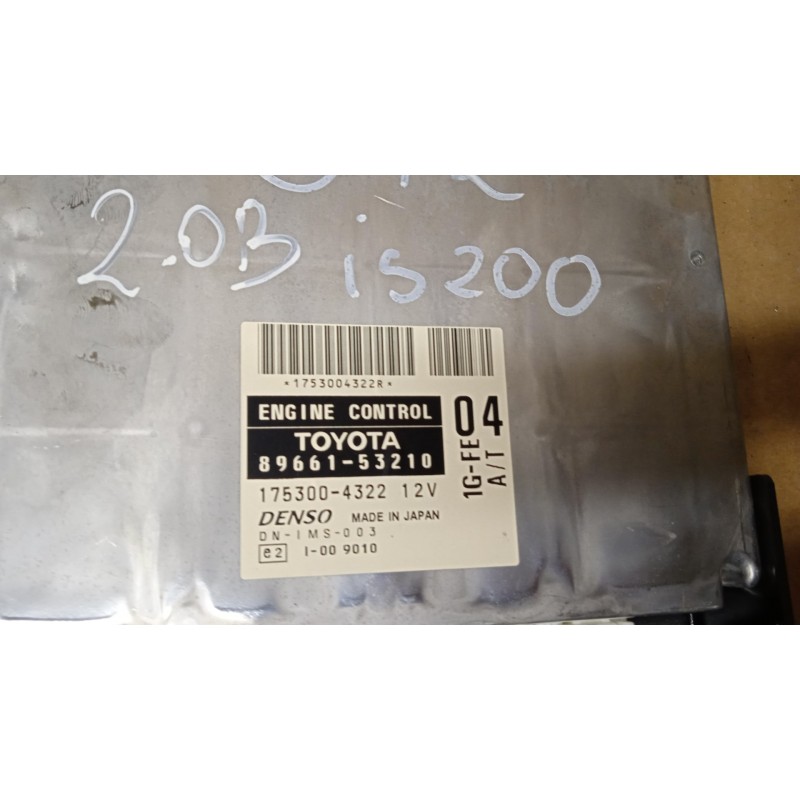 2.0B is200
*1753004322R*
ENGINE CONTROL
TOYOTA
89661-53210
175300-4322 12V
DENSO MADE IN JAPAN
DN-IMS-003
e2 I-00 9010
04
1G-FE A/T